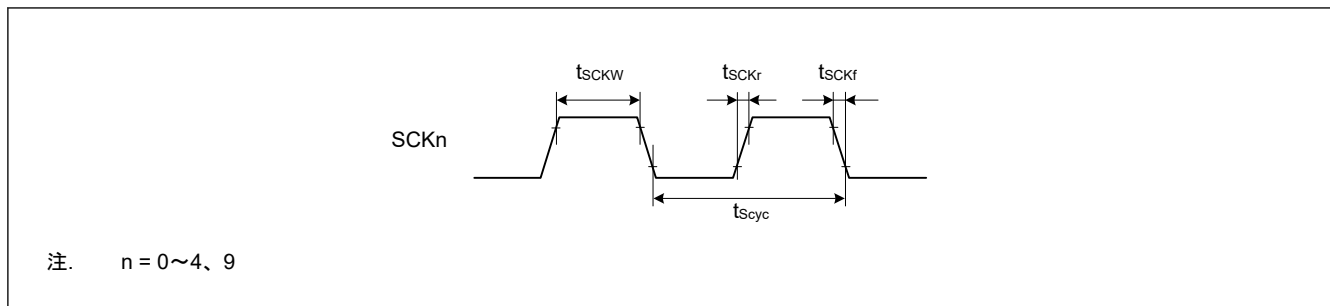 tSCKW tSCKr tSCKf
SCKn
tScyc
注. n = 0～4、9